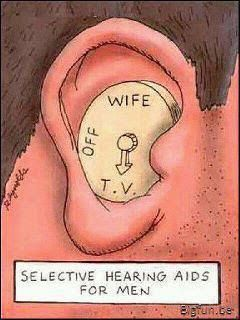 WIFE
OFF
T.V.
SELECTIVE HEARING AIDS
FOR MEN
Bigfun.be